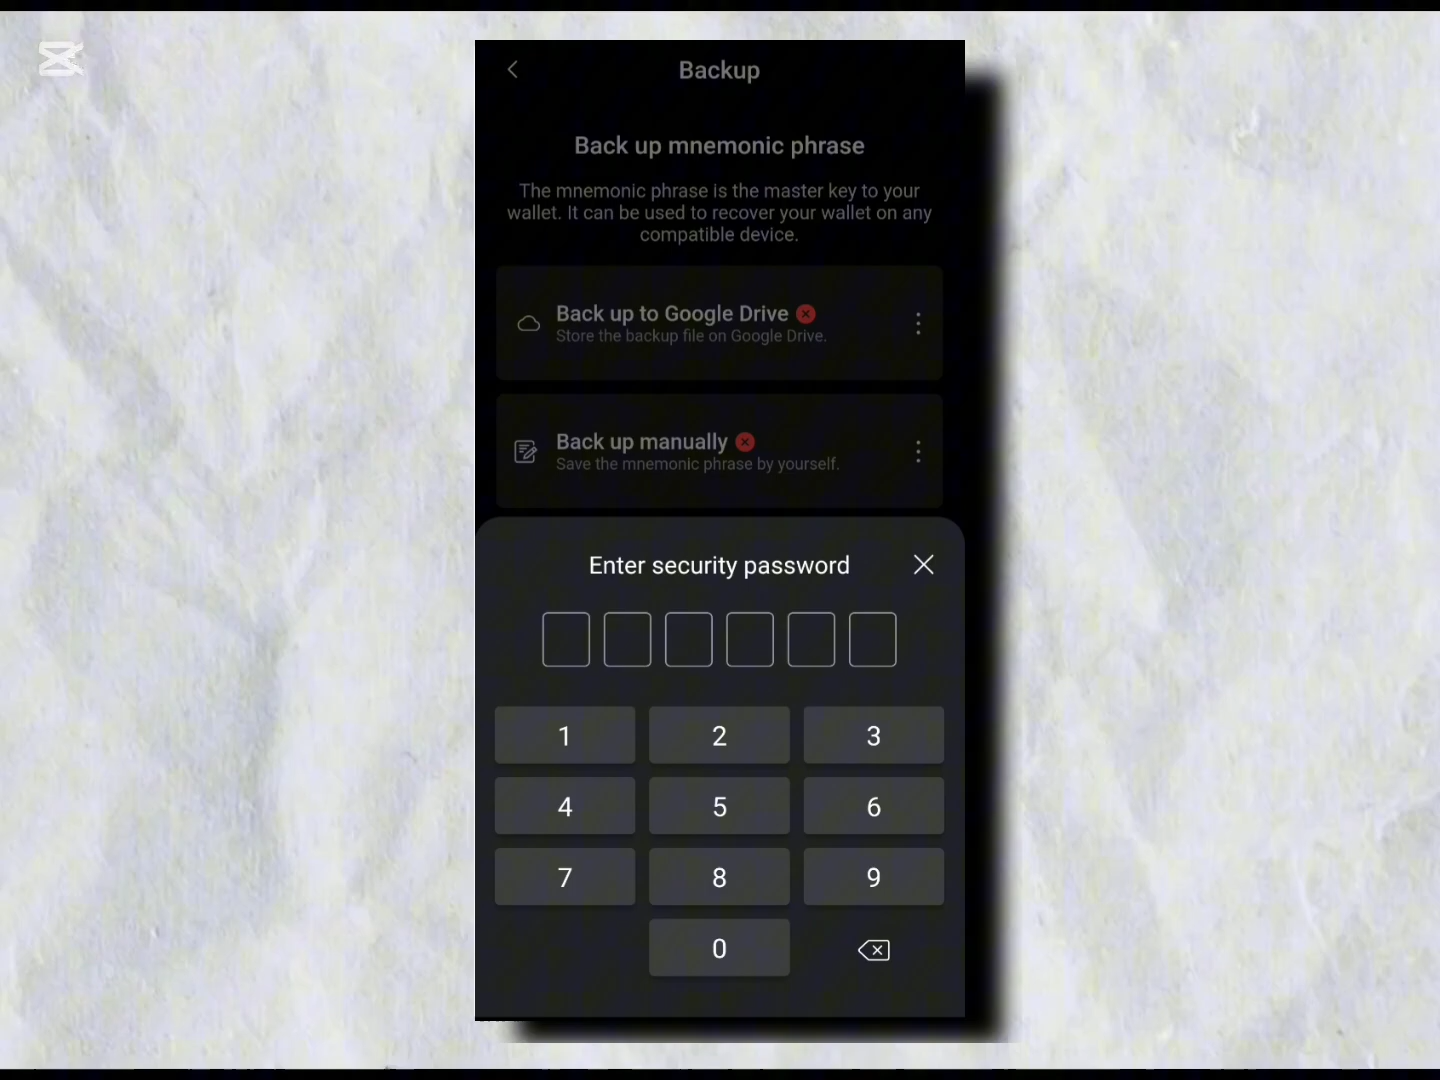 Backup
Back up mnemonic phrase
The mnemonic phrase is the master key to your
wallet. It can be used to recover your wallet on any
compatible device.
Back up to Google Drive
Store the backup file on Google Drive.
Back up manually
Save the mnemonic phrase by yourself.
Enter security password
1 2 3
4 5 6
7 8 9
0